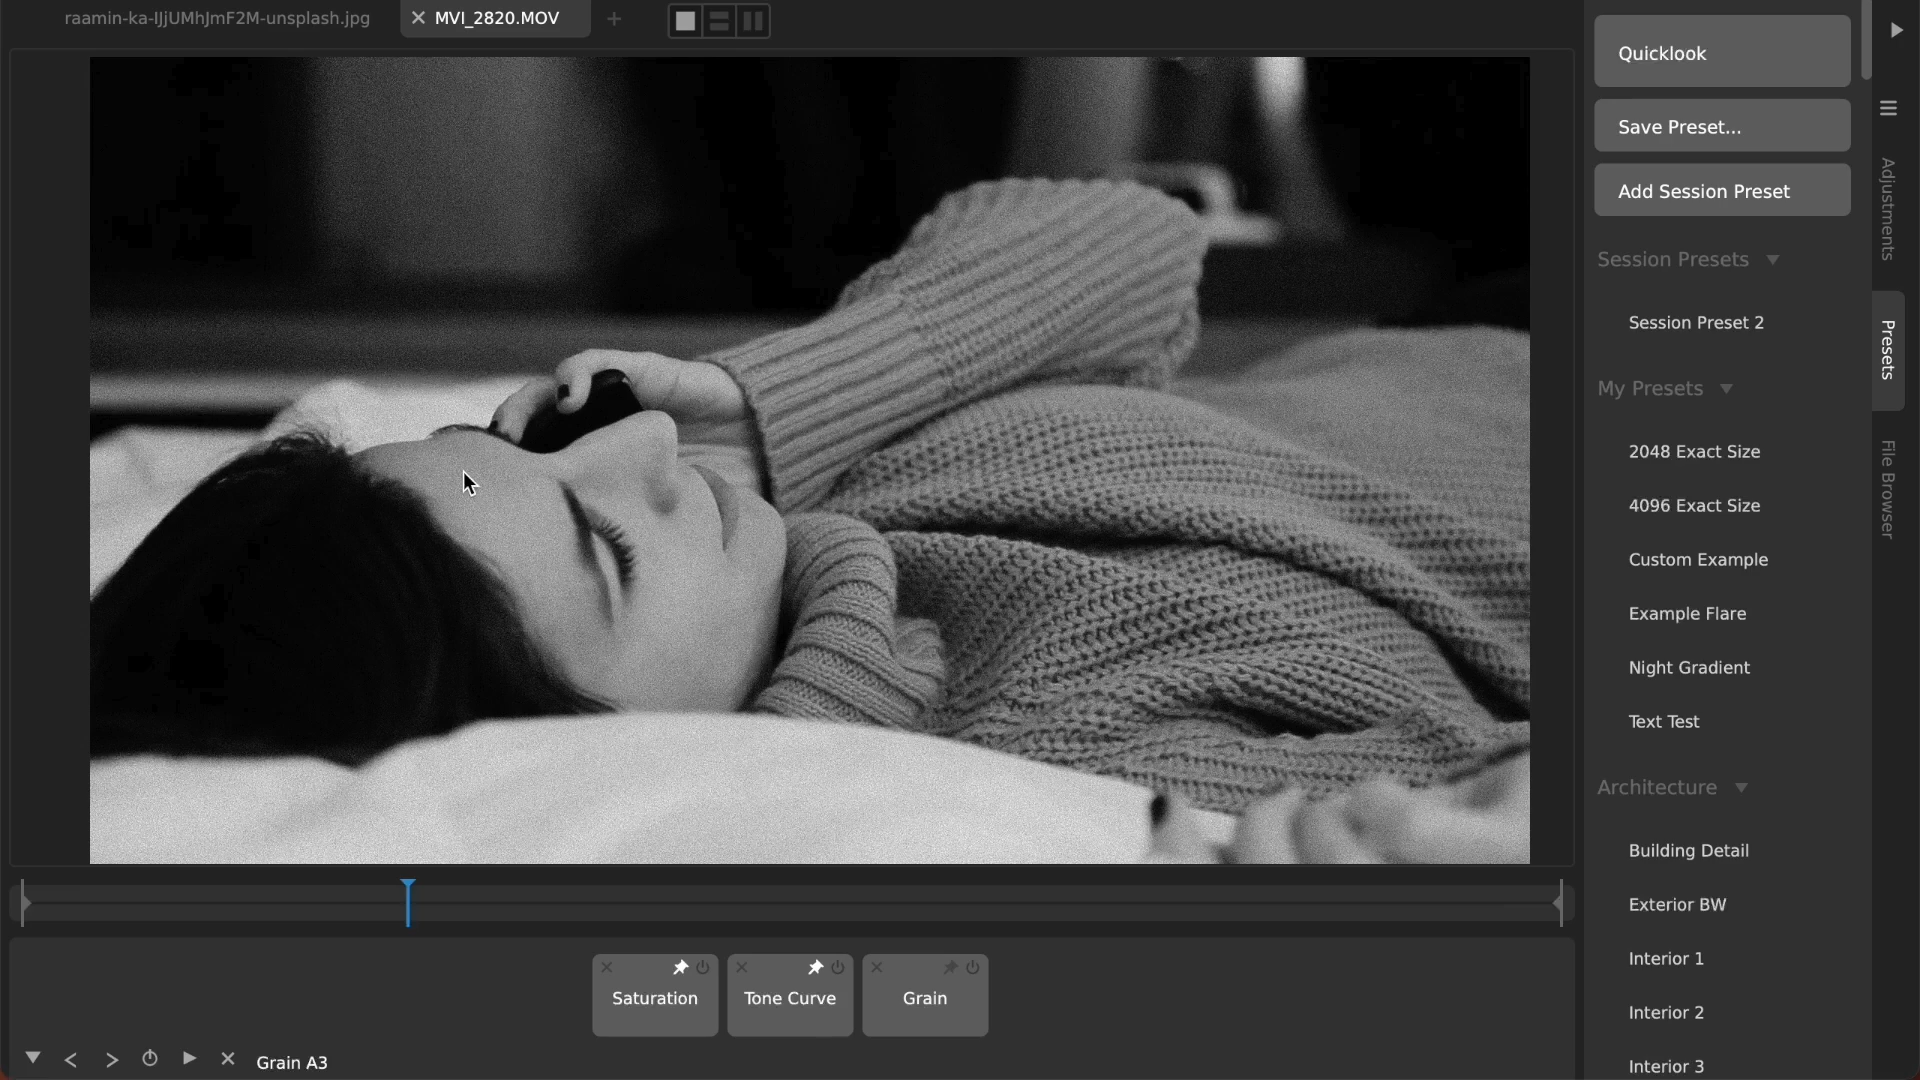 raamin-ka-IJjUMhJmF2M-unsplash.jpg
MVI_2820.MOV
Quicklook
Save Preset...
Add Session Preset
Session Presets
Session Preset 2
My Presets
2048 Exact Size
4096 Exact Size
Custom Example
Example Flare
Night Gradient
Text Test
Architecture
Building Detail
Exterior BW
Interior 1
Interior 2
Interior 3
Adjustments
Presets
File Browser
Saturation
Tone Curve
Grain
Grain A3